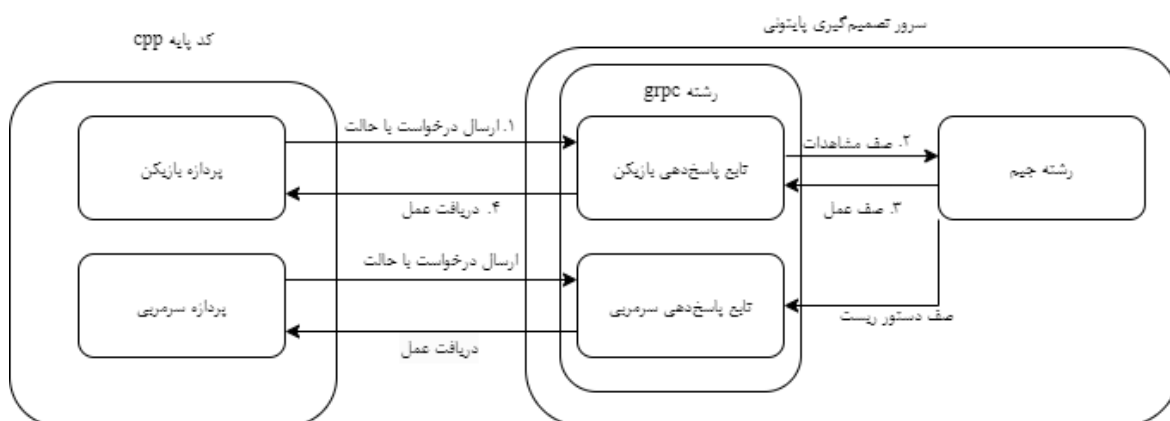 سرور تصمیم‌گیری پایتونی
کد پایه cpp
رشته grpc
۱. ارسال درخواست با حالت
۲. صف مشاهدات
پردازه بازیکن
تابع پاسخ‌دهی بازیکن
رشته جیم
۴. دریافت عمل
۳. صف عمل
ارسال درخواست با حالت
پردازه سرمربی
تابع پاسخ‌دهی سرمربی
صف دستور ریست
دریافت عمل